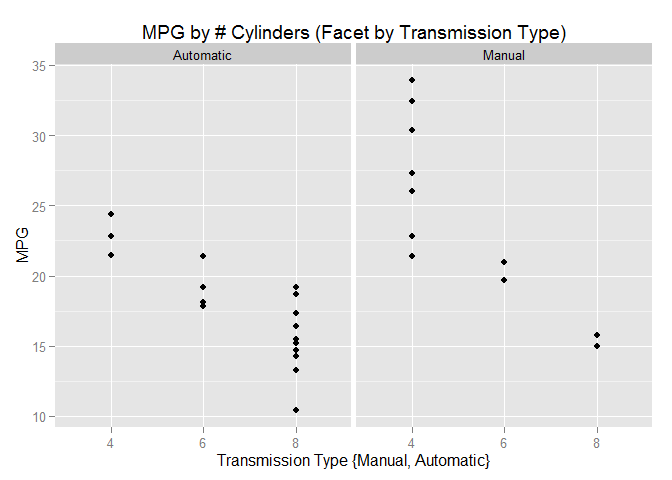 MPG by # Cylinders (Facet by Transmission Type)
Automatic
Manual
35
30
25
20
15
10
MPG
4
6
8
4
6
8
Transmission Type {Manual, Automatic}